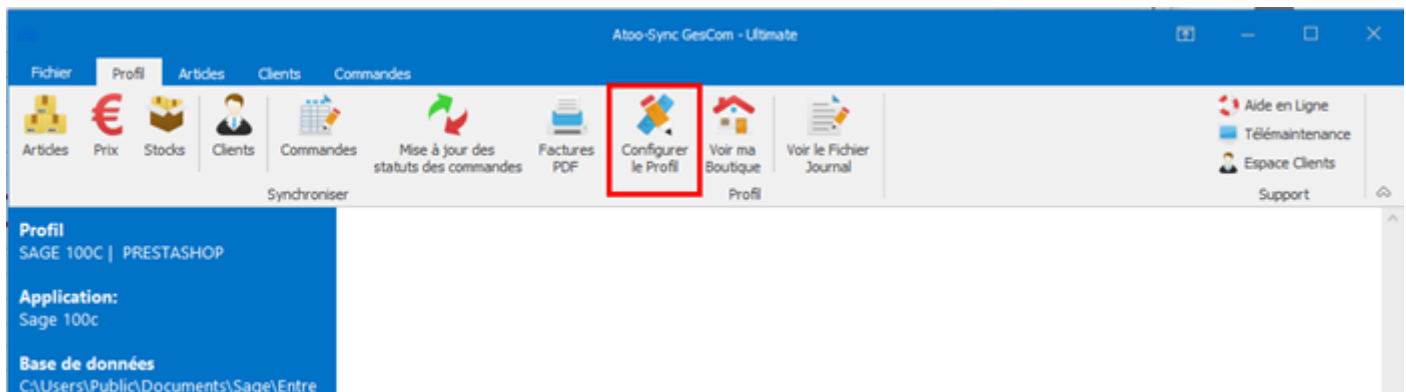 Atoo-Sync GesCom - Ultimate
Fichier Profil Articles Clients Commandes
Articles Prix Stocks Clients Commandes Mise à jour des statuts des commandes Factures PDF Configurer le Profil Voir ma Boutique Voir le Fichier Journal
Synchroniser Profil
Aide en Ligne
Télémaintenance
Espace Clients
Support
Profil
SAGE 100C | PRESTASHOP
Application:
Sage 100c
Base de données
C:\Users\Public\Documents\Sage\Entre